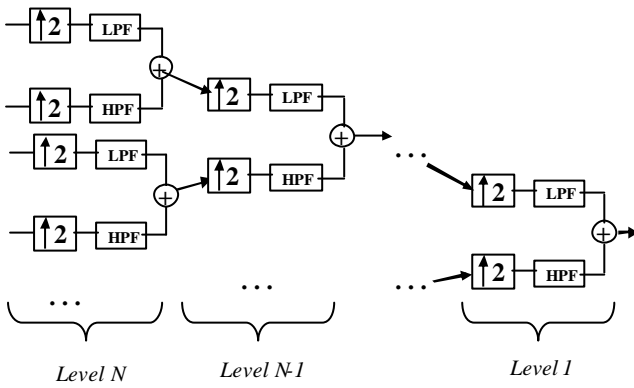 ↑2 LPF
↑2 HPF
+
↑2 LPF
↑2 HPF
+
↑2 LPF
↑2 HPF
+
...
↑2 LPF
↑2 HPF
+
...
...
...
Level N
Level N-1
Level 1